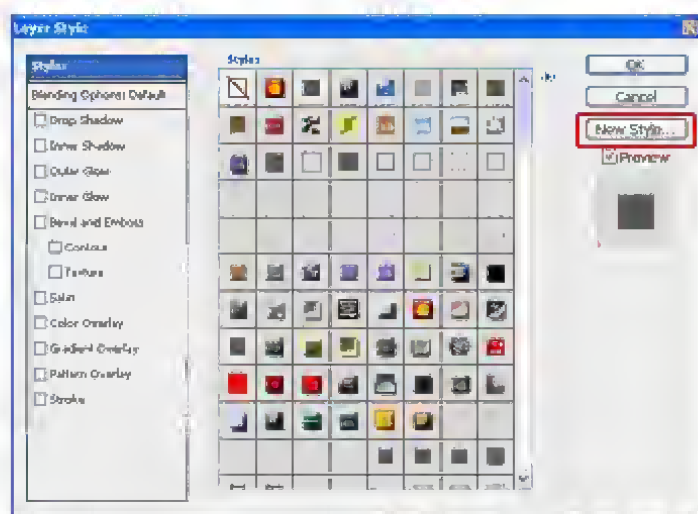 Layer Style
Styles
Blending Options: Default
Drop Shadow
Inner Shadow
Outer Glow
Inner Glow
Bevel and Emboss
Contour
Texture
Satin
Color Overlay
Gradient Overlay
Pattern Overlay
Stroke
Styles
OK
Cancel
New Style...
Preview